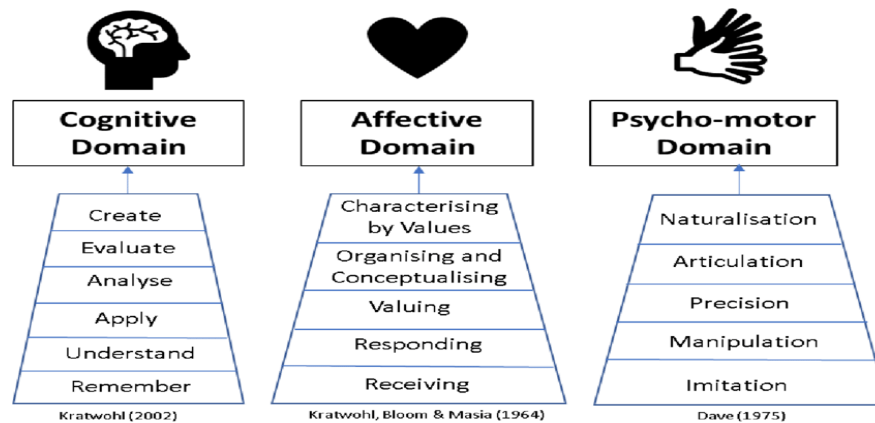 Cognitive
Domain
Create
Evaluate
Analyse
Apply
Understand
Remember
Kratwohl (2002)
Affective
Domain
Characterising
by Values
Organising and
Conceptualising
Valuing
Responding
Receiving
Kratwohl, Bloom & Masia (1964)
Psycho-motor
Domain
Naturalisation
Articulation
Precision
Manipulation
Imitation
Dave (1975)